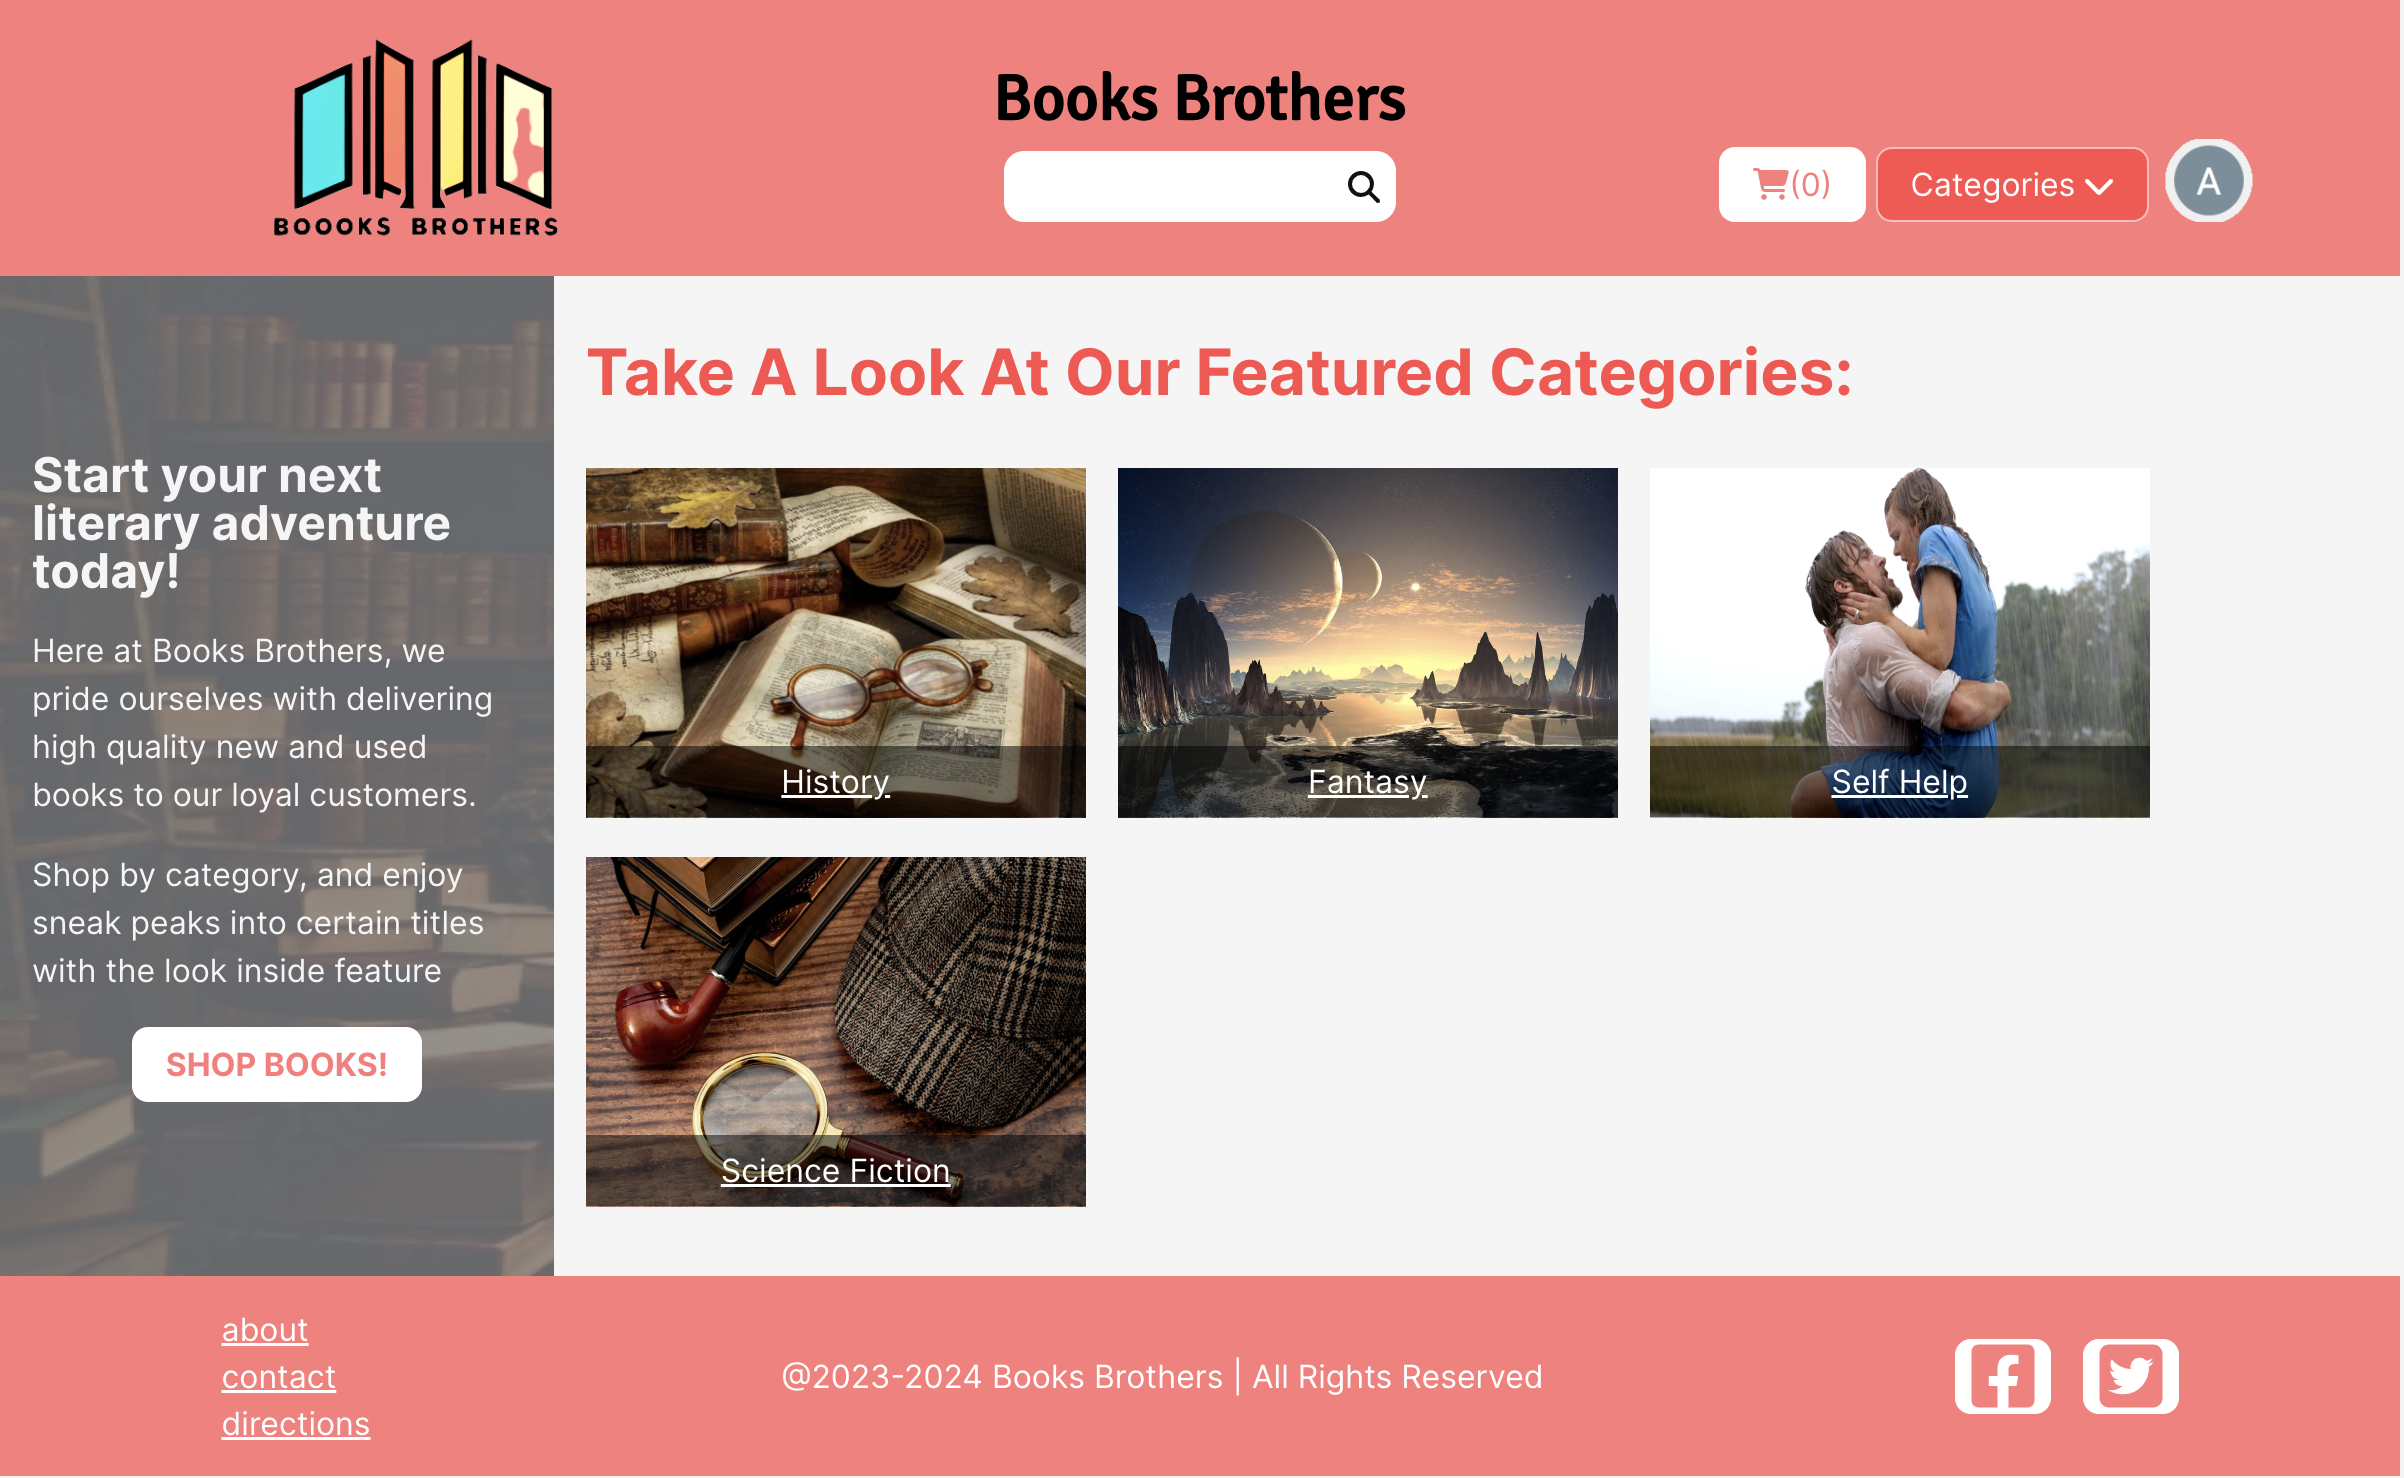 BOOOKS BROTHERS
Books Brothers
(0)
Categories
A
Start your next
literary adventure
today!
Here at Books Brothers, we
pride ourselves with delivering
high quality new and used
books to our loyal customers.
Shop by category, and enjoy
sneak peaks into certain titles
with the look inside feature
SHOP BOOKS!
Take A Look At Our Featured Categories:
History
Fantasy
Self Help
Science Fiction
about
contact
directions
@2023-2024 Books Brothers | All Rights Reserved